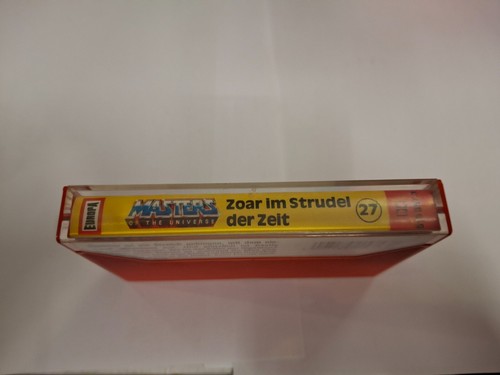 EUROPA
MASTERS
OF THE UNIVERSE
Zoar im Strudel
der Zeit
27